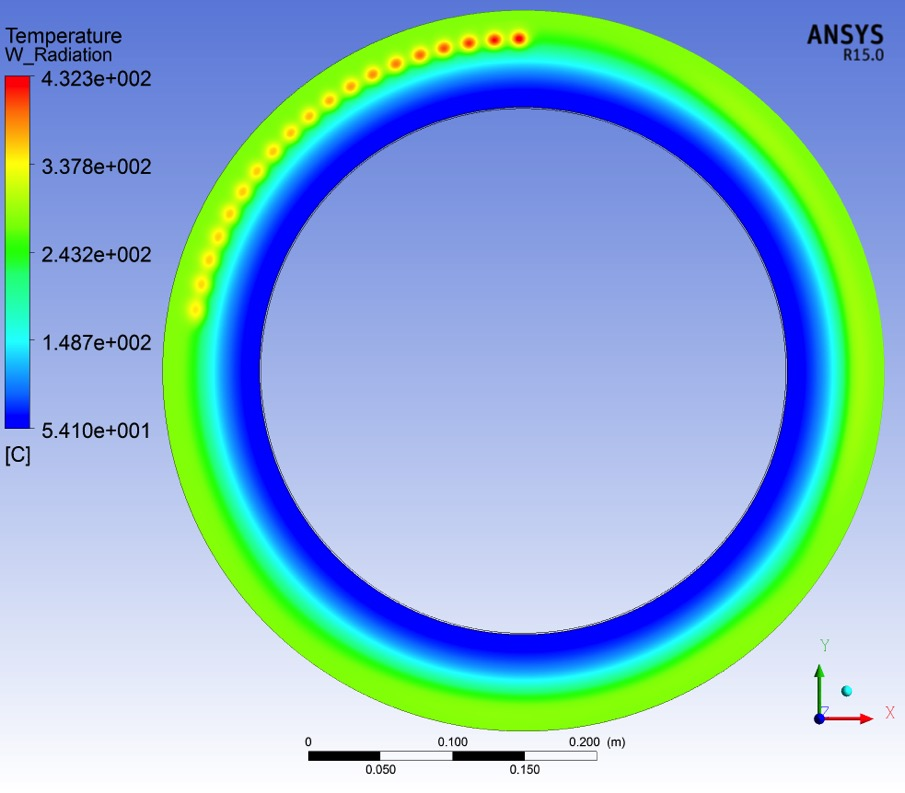 Temperature
W_Radiation
4.323e+002
3.378e+002
2.432e+002
1.487e+002
5.410e+001
[C]
ANSYS
R15.0
Y
Z
X
0 0.100 0.200 (m)
0.050 0.150